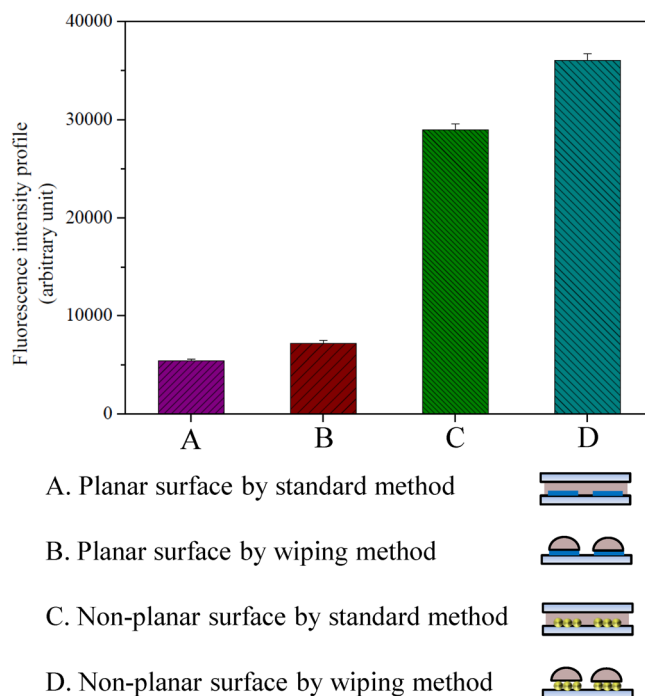 40000
30000
20000
10000
0
Fluorescence intensity profile
(arbitrary unit)
A B C D
A. Planar surface by standard method
B. Planar surface by wiping method
C. Non-planar surface by standard method
D. Non-planar surface by wiping method